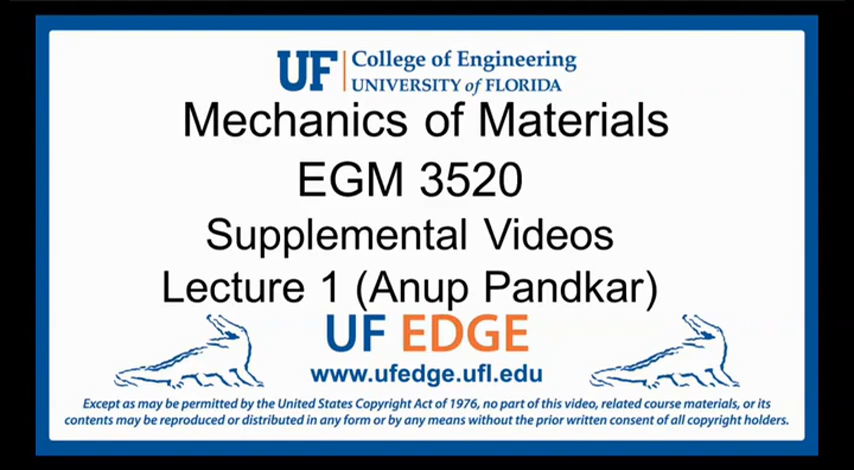 UF College of Engineering
UNIVERSITY of FLORIDA
Mechanics of Materials
EGM 3520
Supplemental Videos
Lecture 1 (Anup Pandkar)
UF EDGE
www.ufedge.ufl.edu
Except as may be permitted by the United States Copyright Act of 1976, no part of this video, related course materials, or its
contents may be reproduced or distributed in any form or by any means without the prior written consent of all copyright holders.